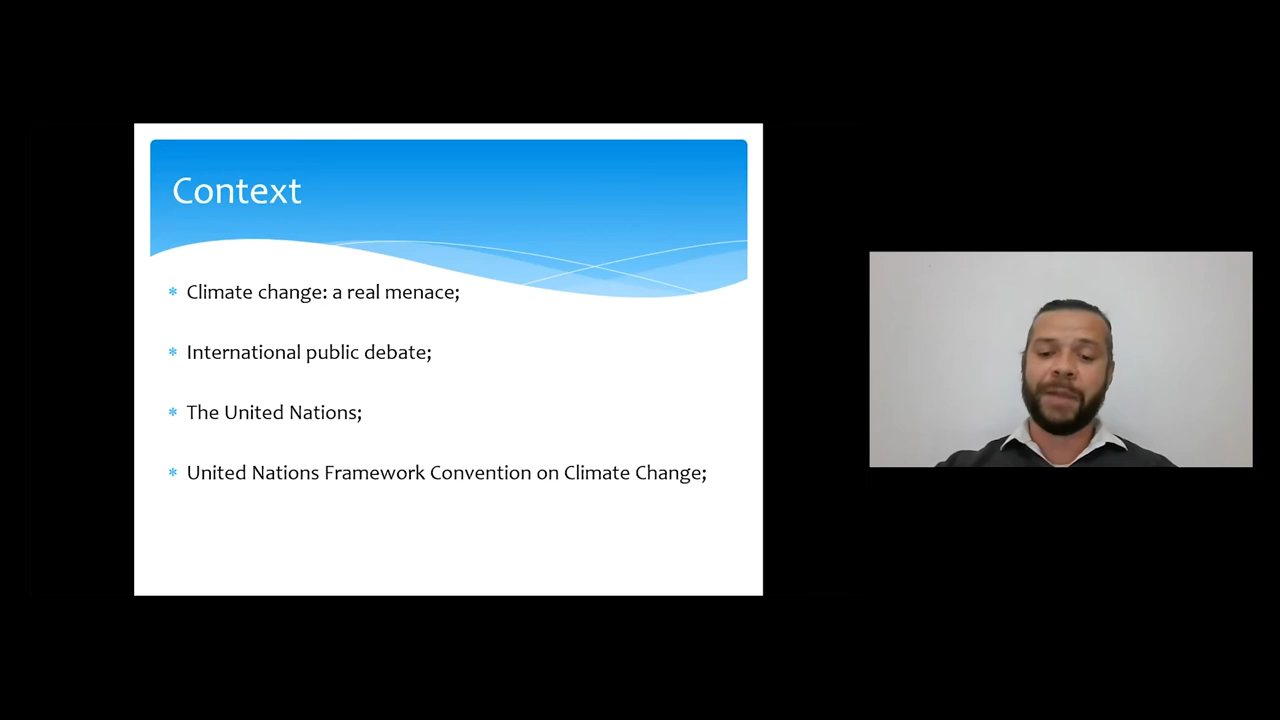 Context
* Climate change: a real menace;
* International public debate;
* The United Nations;
* United Nations Framework Convention on Climate Change;